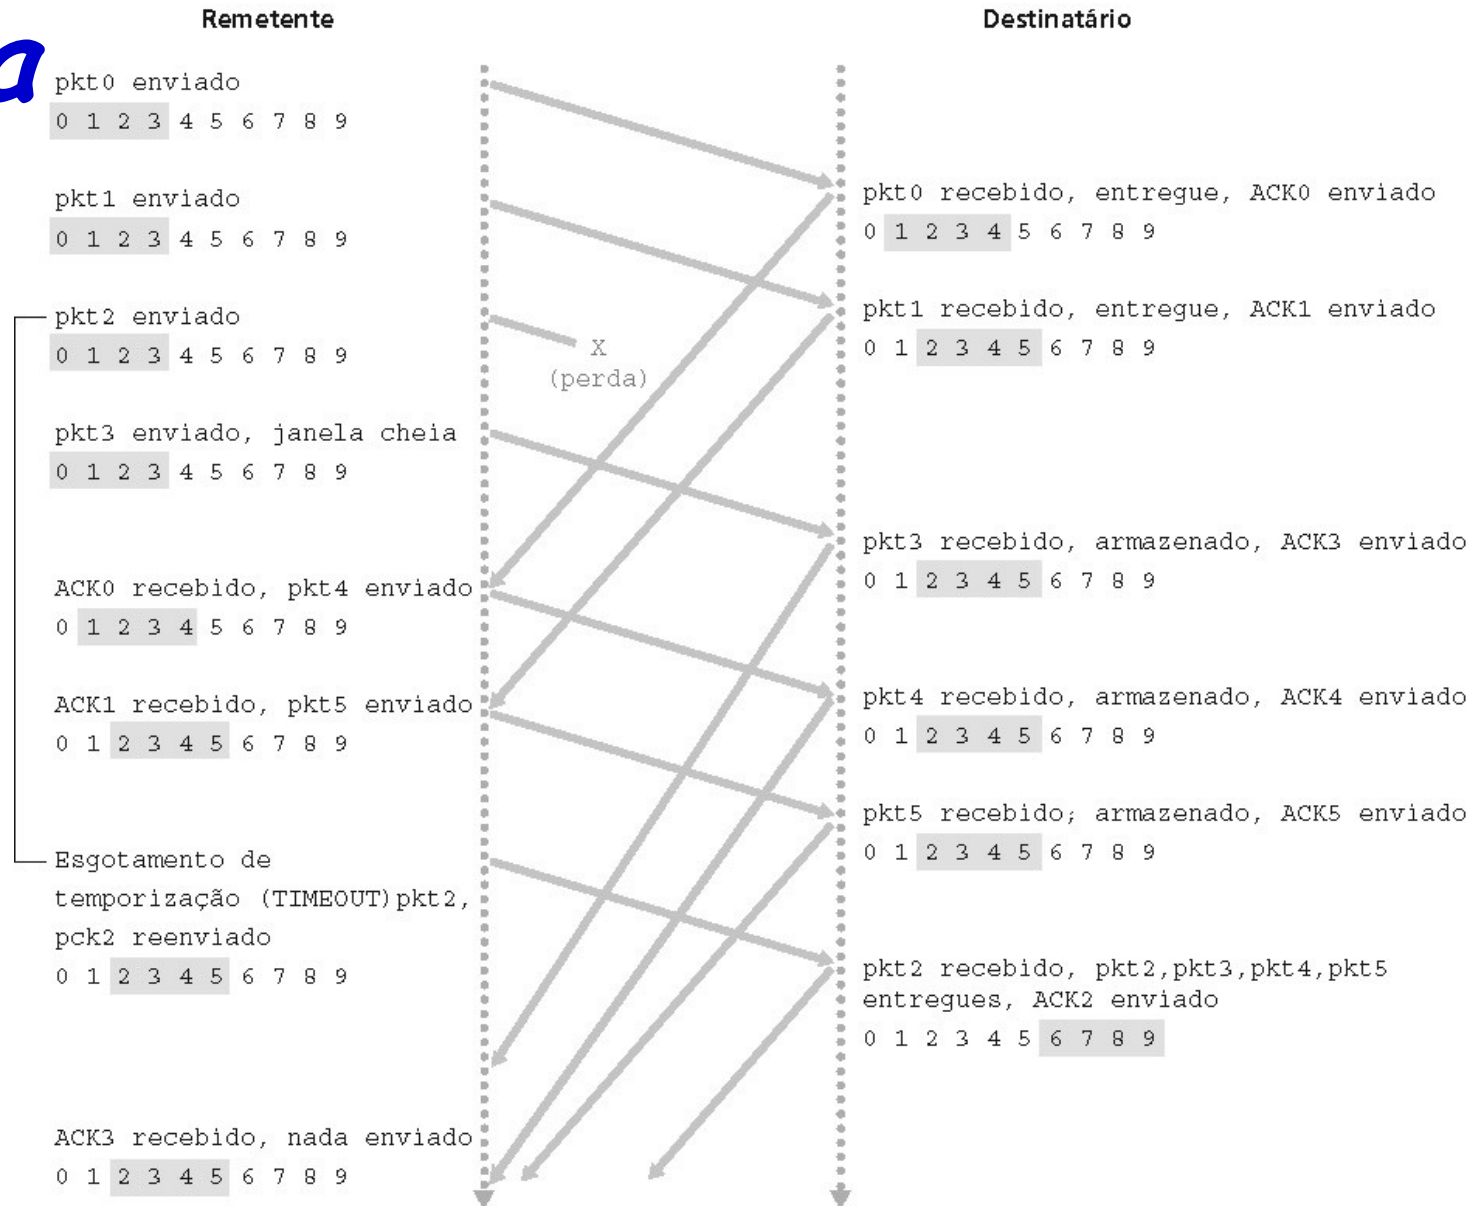 Remetente
Destinatário
a
pkt0 enviado
0 1 2 3 4 5 6 7 8 9
pkt1 enviado
0 1 2 3 4 5 6 7 8 9
pkt2 enviado
0 1 2 3 4 5 6 7 8 9
pkt3 enviado, janela cheia
0 1 2 3 4 5 6 7 8 9
ACK0 recebido, pkt4 enviado
0 1 2 3 4 5 6 7 8 9
ACK1 recebido, pkt5 enviado
0 1 2 3 4 5 6 7 8 9
Esgotamento de
temporização (TIMEOUT)pkt2,
pck2 reenviado
0 1 2 3 4 5 6 7 8 9
ACK3 recebido, nada enviado
0 1 2 3 4 5 6 7 8 9
X
(perda)
pkt0 recebido, entregue, ACK0 enviado
0 1 2 3 4 5 6 7 8 9
pkt1 recebido, entregue, ACK1 enviado
0 1 2 3 4 5 6 7 8 9
pkt3 recebido, armazenado, ACK3 enviado
0 1 2 3 4 5 6 7 8 9
pkt4 recebido, armazenado, ACK4 enviado
0 1 2 3 4 5 6 7 8 9
pkt5 recebido; armazenado, ACK5 enviado
0 1 2 3 4 5 6 7 8 9
pkt2 recebido, pkt2,pkt3,pkt4,pkt5
entregues, ACK2 enviado
0 1 2 3 4 5 6 7 8 9